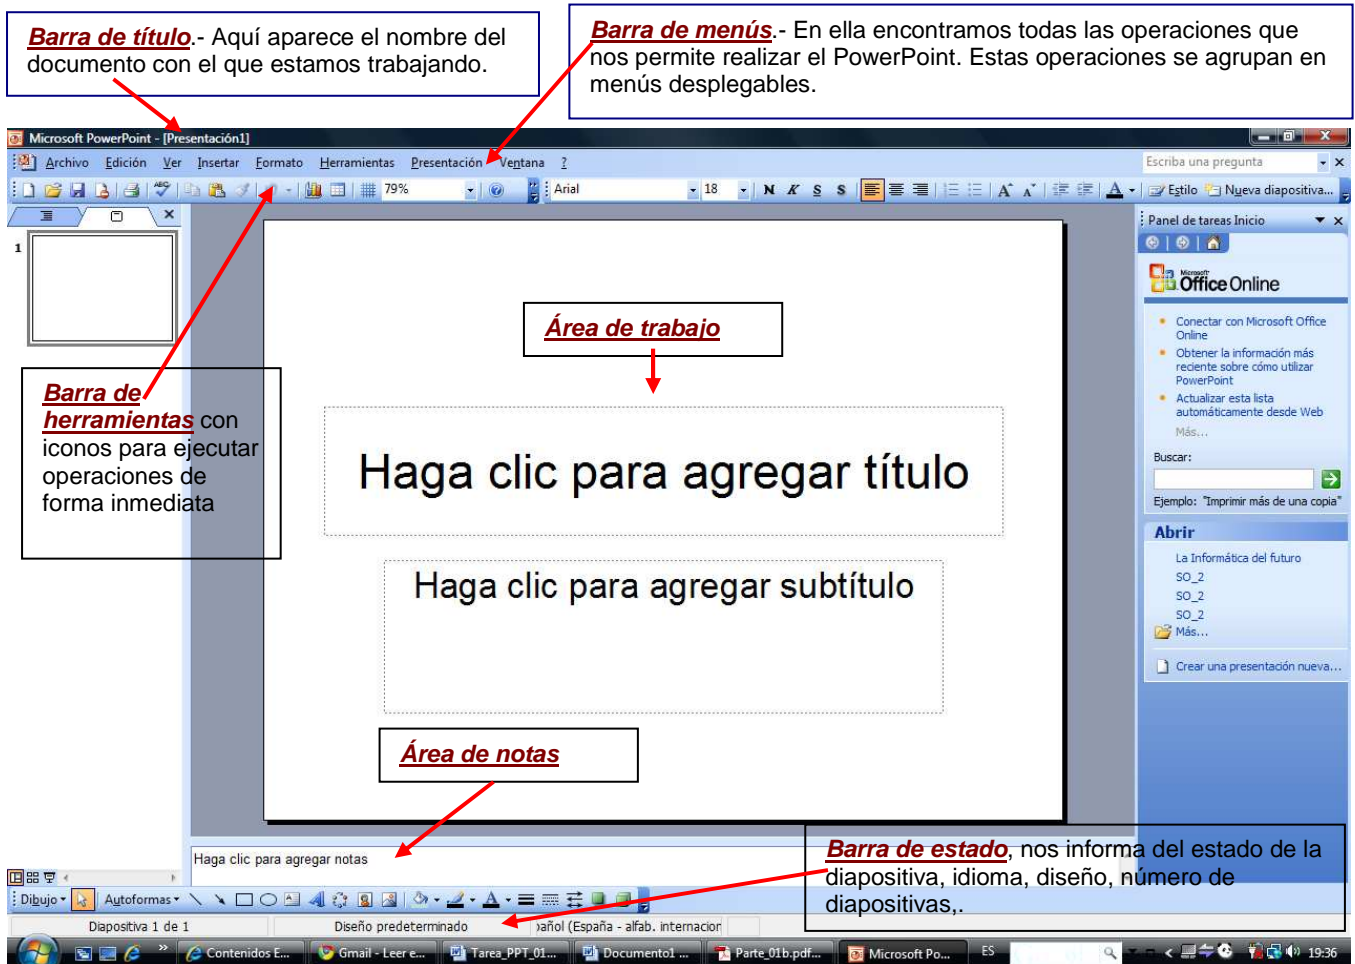 Barra de título.- Aquí aparece el nombre del
documento con el que estamos trabajando.
Barra de menús.- En ella encontramos todas las operaciones que
nos permite realizar el PowerPoint. Estas operaciones se agrupan en
menús desplegables.
Microsoft PowerPoint - [Presentación1]
Archivo Edición Ver Insertar Formato Herramientas Presentación Ventana ?
Escriba una pregunta
79%
Arial
18
N K S S
A A
A
Estilo
Nueva diapositiva...
1
Panel de tareas Inicio
Microsoft
Office Online
Conectar con Microsoft Office
Online
Obtener la información más
reciente sobre cómo utilizar
PowerPoint
Actualizar esta lista
automáticamente desde Web
Más...
Buscar:
Ejemplo: "Imprimir más de una copia"
Abrir
La Informática del futuro
SO_2
SO_2
SO_2
Más...
Crear una presentación nueva...
Área de trabajo
Barra de
herramientas con
iconos para ejecutar
operaciones de
forma inmediata
Haga clic para agregar título
Haga clic para agregar subtítulo
Área de notas
Haga clic para agregar notas
Barra de estado, nos informa del estado de la
diapositiva, idioma, diseño, número de
diapositivas,.
Dibujo Autoformas
A
Diapositiva 1 de 1
Diseño predeterminado
añol (España - alfab. internacion
Contenidos E...
Gmail - Leer e...
Tarea_PPT_01...
Documento1 ...
Parte_01b.pdf...
Microsoft Po...
ES
19:36